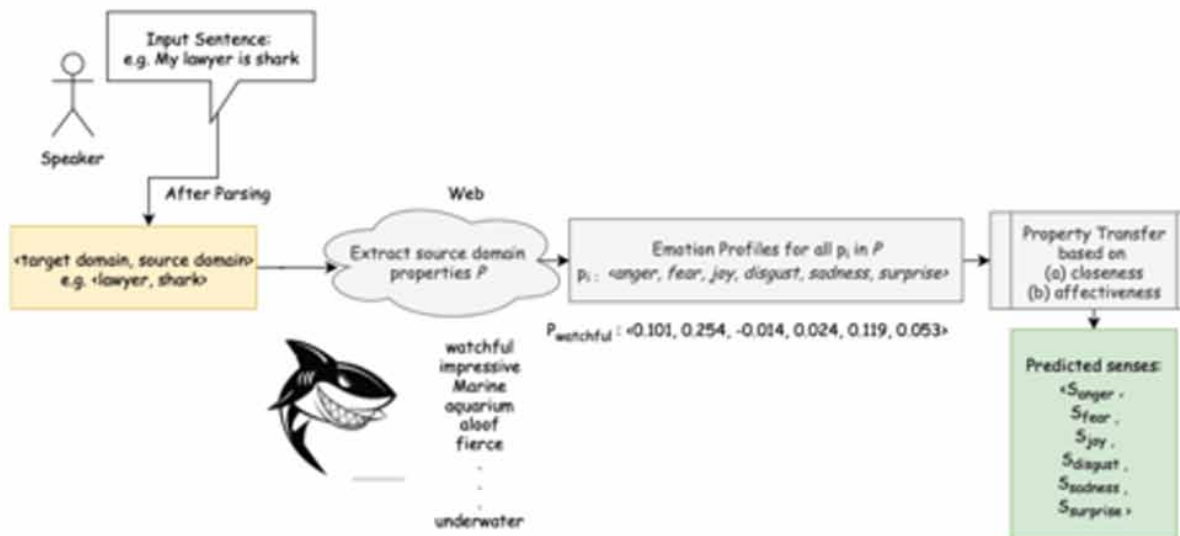 Input Sentence:
e.g. My lawyer is shark
Speaker
After Parsing
<target domain, source domain>
e.g. <lawyer, shark>
Web
Extract source domain
properties P
Emotion Profiles for all pi in P
pi : <anger, fear, joy, disgust, sadness, surprise>
Pwatchful : <0.101, 0.254, -0.014, 0.024, 0.119, 0.053>
Property Transfer
based on
(a) closeness
(b) affectiveness
watchful
impressive
Marine
aquarium
aloof
fierce
.
.
.
underwater
Predicted senses:
<Sanger ,
Sfear ,
Sjoy ,
Sdisgust ,
Ssadness ,
Ssurprise >